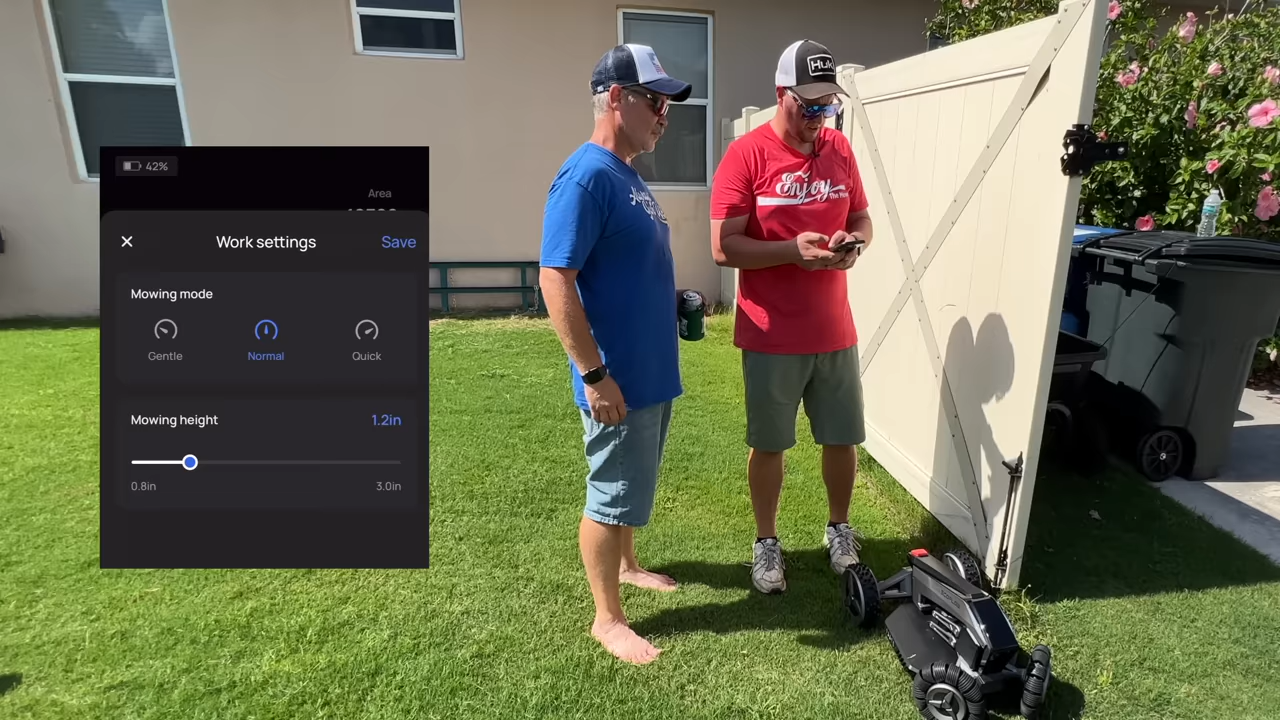 42%
Area
Work settings
Save
Mowing mode
Gentle
Normal
Quick
Mowing height
1.2in
0.8in
3.0in
Huk
Enjoy